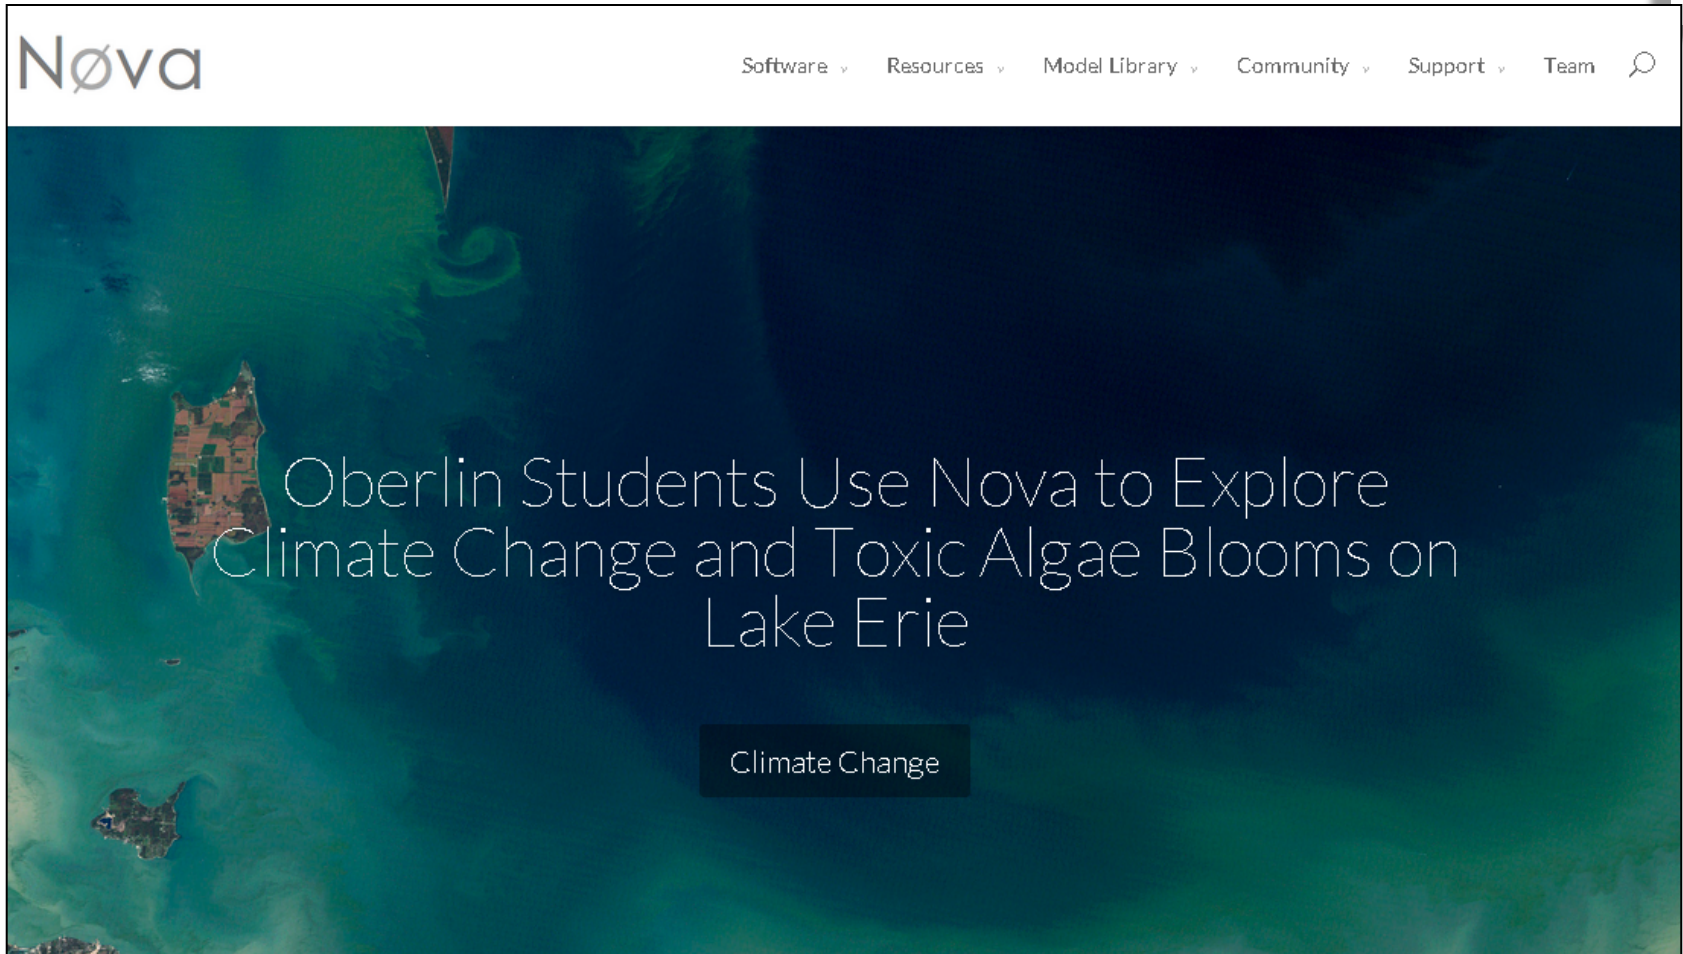 Nøva
Software Resources Model Library Community Support Team
Oberlin Students Use Nova to Explore
Climate Change and Toxic Algae Blooms on
Lake Erie
Climate Change